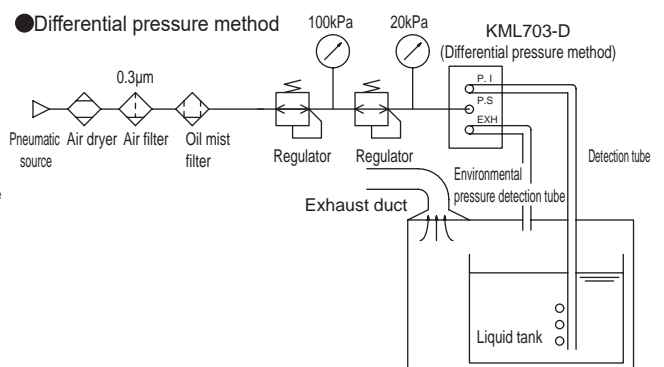 ●Differential pressure method
100kPa
20kPa
KML703-D
(Differential pressure method)
0.3μm
P. I
P.S
EXH
Pneumatic
source
Air dryer
Air filter
Oil mist
filter
Regulator
Regulator
Environmental
pressure detection tube
Detection tube
Exhaust duct
Liquid tank